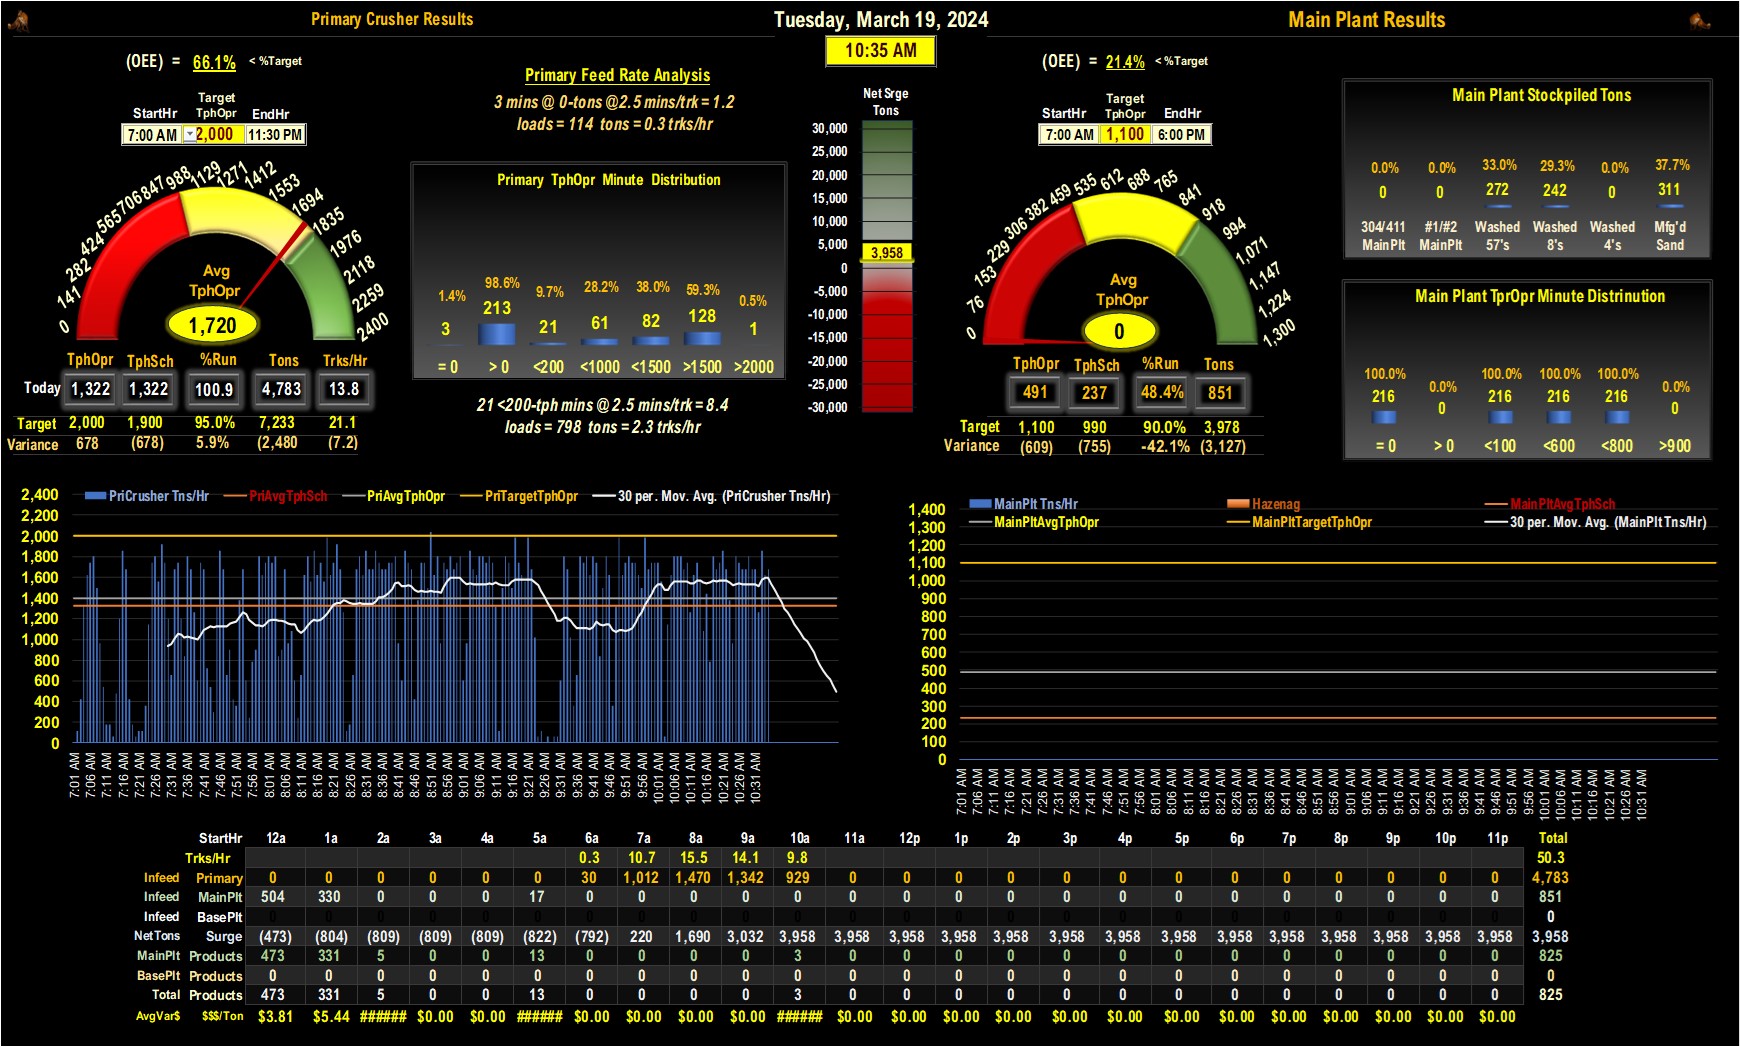 Primary Crusher Results
Tuesday, March 19, 2024
Main Plant Results
10:35 AM
(OEE) = 66.1% < %Target
Target
StartHr TphOpr EndHr
7:00 AM 2,000 11:30 PM
0 141 282 424 565 706 847 988 1129 1271 1412 1553 1694 1835 1976 2118 2259 2400
Avg
TphOpr
1,720
TphOpr TphSch %Run Tons Trks/Hr
Today 1,322 1,322 100.9 4,783 13.8
Target 2,000 1,900 95.0% 7,233 21.1
Variance 678 (678) 5.9% (2,480 (7.2)
Primary Feed Rate Analysis
3 mins @ 0-tons @2.5 mins/trk = 1.2
loads = 114 tons = 0.3 trks/hr
Primary TphOpr Minute Distribution
1.4% 98.6% 9.7% 28.2% 38.0% 59.3% 0.5%
3 213 21 61 82 128 1
= 0 > 0 <200 <1000 <1500 >1500 >2000
21 <200-tph mins @ 2.5 mins/trk = 8.4
loads = 798 tons = 2.3 trks/hr
Net Srge
Tons
30,000
25,000
20,000
15,000
10,000
5,000
3,958
0
-5,000
-10,000
-15,000
-20,000
-25,000
-30,000
(OEE) = 21.4% < %Target
Target
StartHr TphOpr EndHr
7:00 AM 1,100 6:00 PM
0 76 153 229 306 382 459 535 612 688 765 841 918 994 1,071 1,147 1,224 1,300
Avg
TphOpr
0
TphOpr TphSch %Run Tons
491 237 48.4% 851
Target 1,100 990 90.0% 3,978
Variance (609) (755) -42.1% (3,127)
Main Plant Stockpiled Tons
0.0% 0.0% 33.0% 29.3% 0.0% 37.7%
0 0 272 242 0 311
304/411 #1/#2 Washed Washed Washed Mfg'd
MainPlt MainPlt 57's 8's 4's Sand
Main Plant TprOpr Minute Distrinution
100.0% 0.0% 100.0% 100.0% 100.0% 0.0%
216 0 216 216 216 0
= 0 > 0 <100 <600 <800 >900
PriCrusher Tns/Hr PriAvgTphSch PriAvgTphOpr PriTargetTphOpr 30 per. Mov. Avg. (PriCrusher Tns/Hr)
2,400
2,200
2,000
1,800
1,600
1,400
1,200
1,000
800
600
400
200
0
7:01 AM 7:06 AM 7:11 AM 7:16 AM 7:21 AM 7:26 AM 7:31 AM 7:36 AM 7:41 AM 7:46 AM 7:51 AM 7:56 AM 8:01 AM 8:06 AM 8:11 AM 8:16 AM 8:21 AM 8:26 AM 8:31 AM 8:36 AM 8:41 AM 8:46 AM 8:51 AM 8:56 AM 9:01 AM 9:06 AM 9:11 AM 9:16 AM 9:21 AM 9:26 AM 9:31 AM 9:36 AM 9:41 AM 9:46 AM 9:51 AM 9:56 AM 10:01 AM 10:06 AM 10:11 AM 10:16 AM 10:21 AM 10:26 AM 10:31 AM
MainPlt Tns/Hr Hazenag MainPltAvgTphSch
MainPltAvgTphOpr MainPltTargetTphOpr 30 per. Mov. Avg. (MainPlt Tns/Hr)
1,400
1,300
1,200
1,100
1,000
900
800
700
600
500
400
300
200
100
0
7:01 AM 7:06 AM 7:11 AM 7:16 AM 7:21 AM 7:26 AM 7:31 AM 7:36 AM 7:41 AM 7:46 AM 7:51 AM 7:56 AM 8:01 AM 8:06 AM 8:11 AM 8:16 AM 8:21 AM 8:26 AM 8:31 AM 8:36 AM 8:41 AM 8:46 AM 8:51 AM 8:56 AM 9:01 AM 9:06 AM 9:11 AM 9:16 AM 9:21 AM 9:26 AM 9:31 AM 9:36 AM 9:41 AM 9:46 AM 9:51 AM 9:56 AM 10:01 AM 10:06 AM 10:11 AM 10:16 AM 10:21 AM 10:26 AM 10:31 AM
StartHr 12a 1a 2a 3a 4a 5a 6a 7a 8a 9a 10a 11a 12p 1p 2p 3p 4p 5p 6p 7p 8p 9p 10p 11p Total
Trks/Hr 0.3 10.7 15.5 14.1 9.8 50.3
Infeed Primary 0 0 0 0 0 0 30 1,012 1,470 1,342 929 0 0 0 0 0 0 0 0 0 0 0 0 0 4,783
Infeed MainPlt 504 330 0 0 0 17 0 0 0 0 0 0 0 0 0 0 0 0 0 0 0 0 0 0 851
Infeed BasePlt 0 0 0 0 0 0 0 0 0 0 0 0 0 0 0 0 0 0 0 0 0 0 0 0 0
NetTons Surge (473) (804) (809) (809) (809) (822) (792) 220 1,690 3,032 3,958 3,958 3,958 3,958 3,958 3,958 3,958 3,958 3,958 3,958 3,958 3,958 3,958 3,958 3,958
MainPlt Products 473 331 5 0 0 13 0 0 0 0 3 0 0 0 0 0 0 0 0 0 0 0 0 0 825
BasePlt Products 0 0 0 0 0 0 0 0 0 0 0 0 0 0 0 0 0 0 0 0 0 0 0 0 0
Total Products 473 331 5 0 0 13 0 0 0 0 3 0 0 0 0 0 0 0 0 0 0 0 0 0 825
AvgVar$ $$$/Ton $3.81 $5.44 ###### $0.00 $0.00 ###### $0.00 $0.00 $0.00 $0.00 ###### $0.00 $0.00 $0.00 $0.00 $0.00 $0.00 $0.00 $0.00 $0.00 $0.00 $0.00 $0.00 $0.00